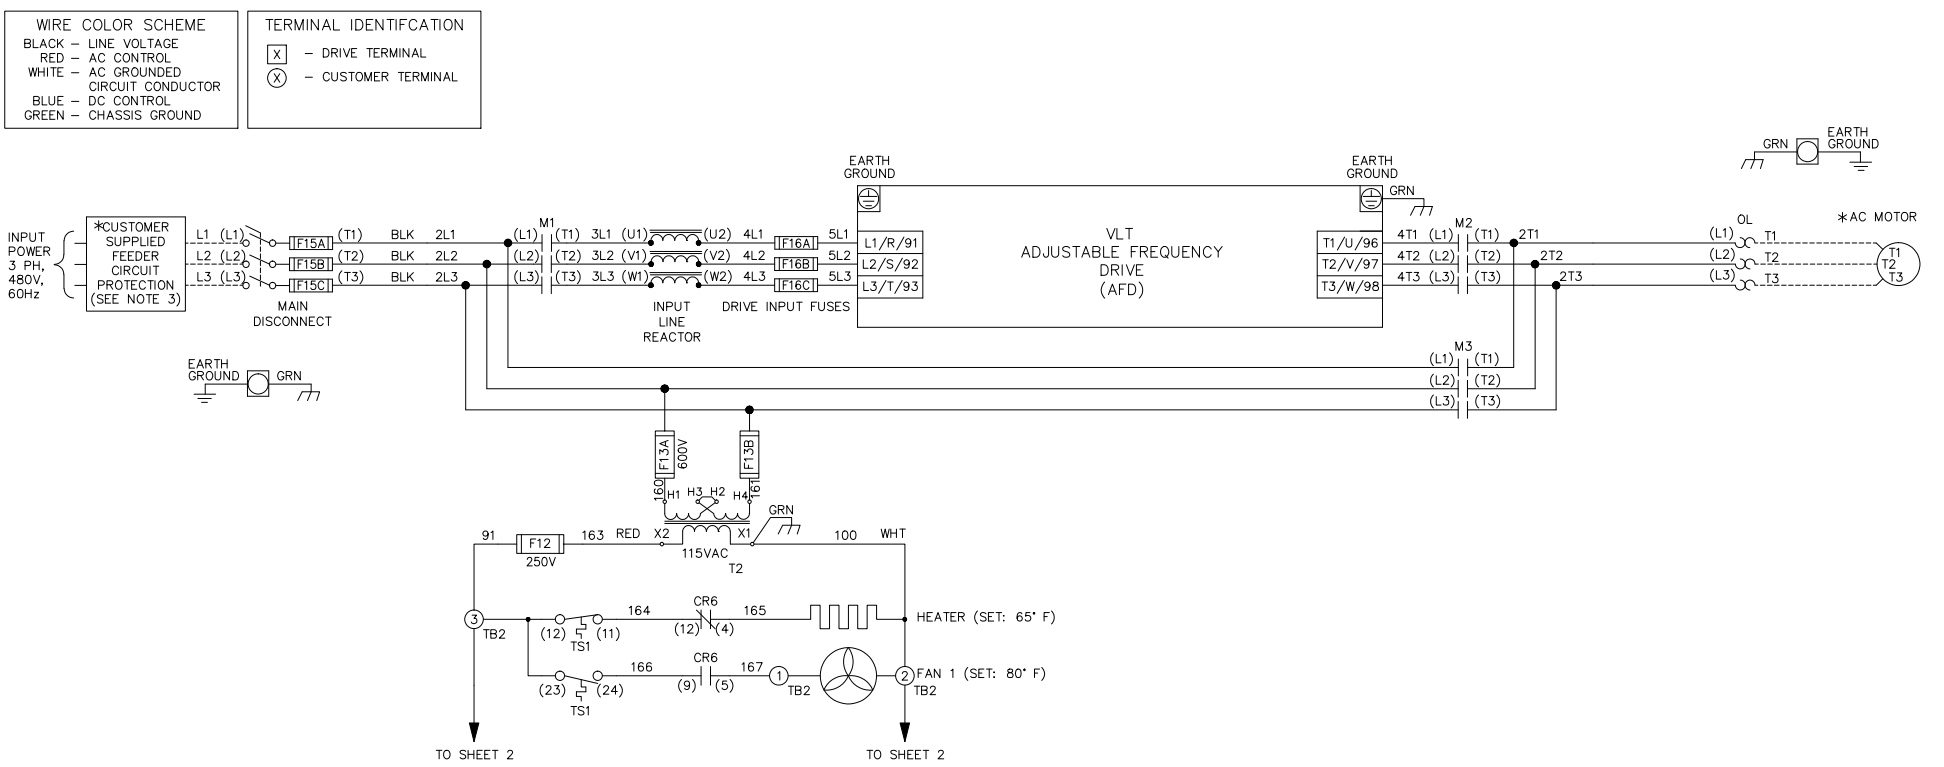 WIRE COLOR SCHEME
BLACK – LINE VOLTAGE
RED – AC CONTROL
WHITE – AC GROUNDED
CIRCUIT CONDUCTOR
BLUE – DC CONTROL
GREEN – CHASSIS GROUND
TERMINAL IDENTIFCATION
X – DRIVE TERMINAL
X – CUSTOMER TERMINAL
EARTH
GROUND
EARTH
GROUND
GRN
GRN
EARTH
GROUND
INPUT
POWER
3 PH,
480V,
60Hz
*CUSTOMER
SUPPLIED
FEEDER
CIRCUIT
PROTECTION
(SEE NOTE 3)
L1 (L1) F15A (T1) BLK 2L1 (L1) M1 (T1) 3L1 (U1) (U2) 4L1 F16A 5L1 L1/R/91
L2 (L2) F15B (T2) BLK 2L2 (L2) (T2) 3L2 (V1) (V2) 4L2 F16B 5L2 L2/S/92
L3 (L3) F15C (T3) BLK 2L3 (L3) (T3) 3L3 (W1) (W2) 4L3 F16C 5L3 L3/T/93
MAIN
DISCONNECT
INPUT
LINE
REACTOR
DRIVE INPUT FUSES
VLT
ADJUSTABLE FREQUENCY
DRIVE
(AFD)
T1/U/96 4T1 (L1) M2 (T1) 2T1 (L1) OL T1
T2/V/97 4T2 (L2) (T2) 2T2 (L2) T2
T3/W/98 4T3 (L3) (T3) 2T3 (L3) T3
*AC MOTOR
T1
T2
T3
M3
(L1) (T1)
(L2) (T2)
(L3) (T3)
EARTH
GROUND
GRN
F13A
600V
F13B
160
161
H1 H3 H2 H4
GRN
91 F12 163 RED X2 X1 100 WHT
250V
115VAC
T2
3
TB2
(12) (11) 164 CR6 (12) (4) 165 HEATER (SET: 65° F)
TS1
(23) (24) 166 CR6 (9) (5) 167 1 TB2 2 TB2 FAN 1 (SET: 80° F)
TS1
TO SHEET 2
TO SHEET 2